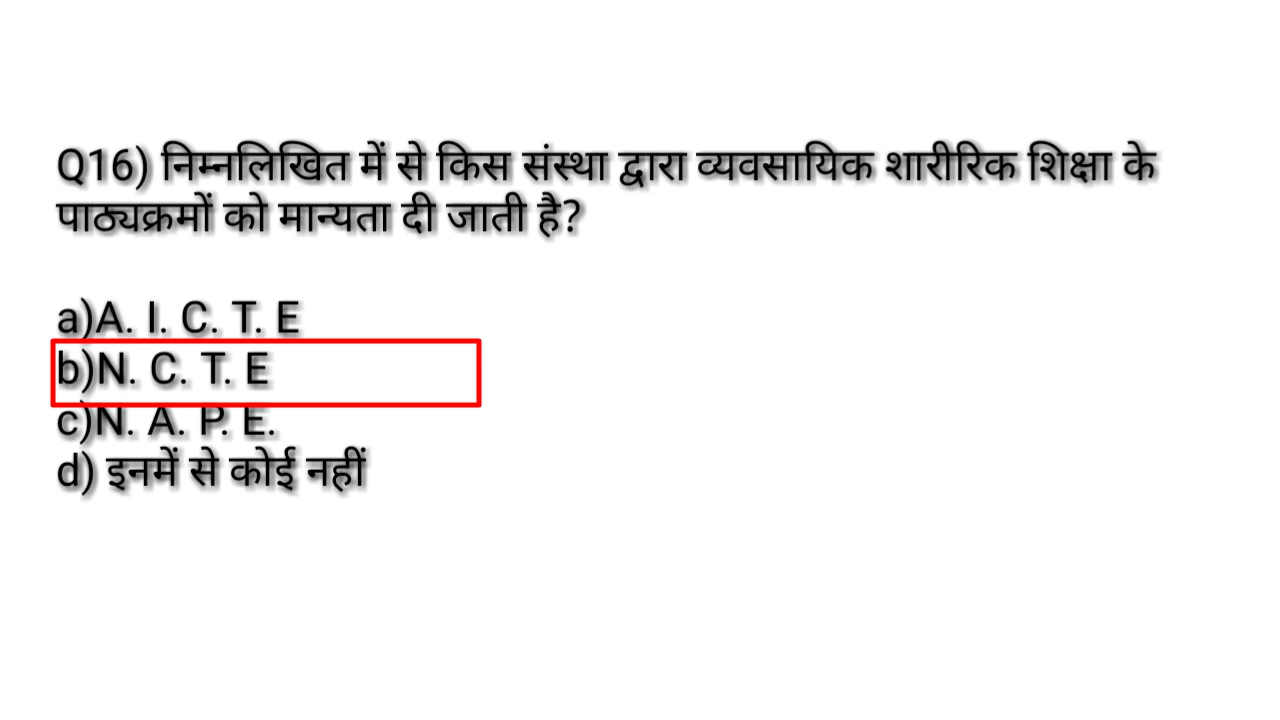 Q16) निम्नलिखित में से किस संस्था द्वारा व्यवसायिक शारीरिक शिक्षा के
पाठ्यक्रमों को मान्यता दी जाती है?
a)A. I. C. T. E
b)N. C. T. E
c)N. A. P. E.
d) इनमें से कोई नहीं